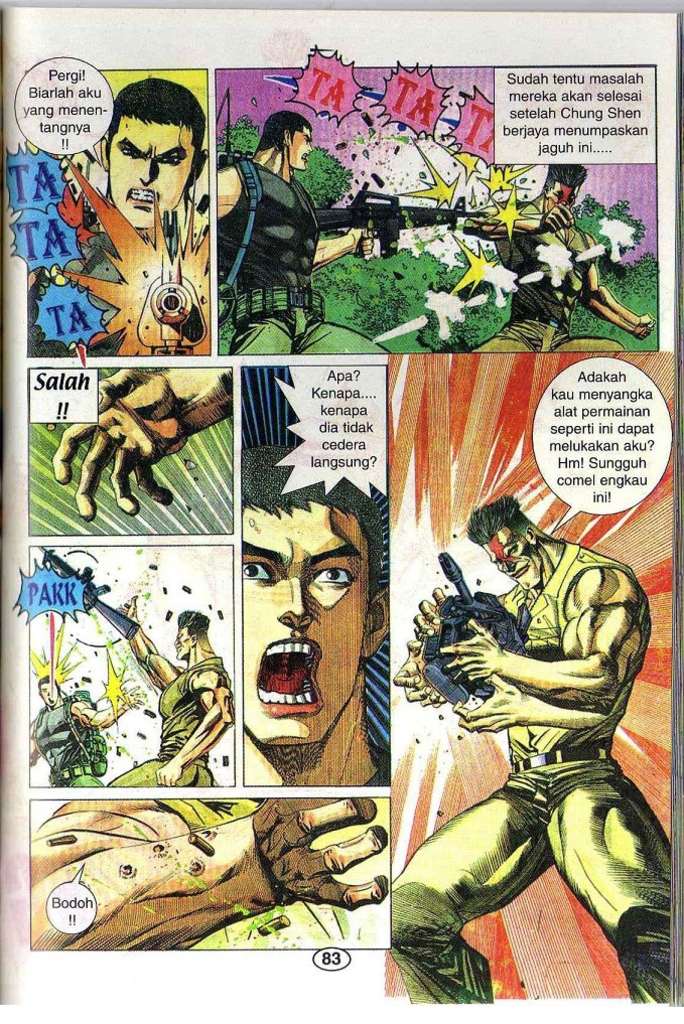 Pergi!
Biarlah aku
yang menen-
tangnya
!!
TA
TA
TA
TA
TA
TA
Sudah tentu masalah
mereka akan selesai
setelah Chung Shen
berjaya menumpaskan
jaguh ini.....
Salah
!!
Apa?
Kenapa....
kenapa
dia tidak
cedera
langsung?
Adakah
kau menyangka
alat permainan
seperti ini dapat
melukakan aku?
Hm! Sungguh
comel engkau
ini!
PAKK
Bodoh
!!
83